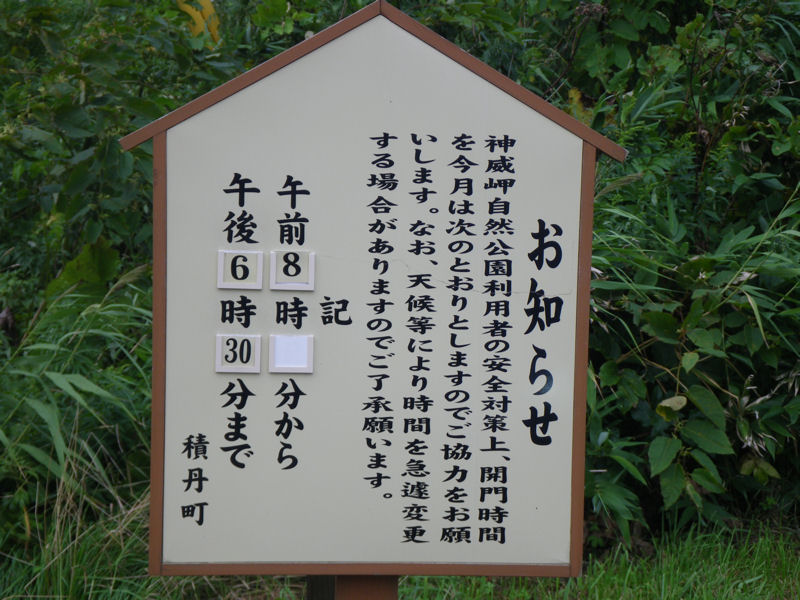 お知らせ
神威岬自然公園利用者の安全対策上、開門時間
を今月は次のとおりとしますのでご協力をお願
いします。なお、天候等により時間を急遽変更
する場合がありますのでご了承願います。
記
午前8時 分から
午後6時30分まで
積丹町